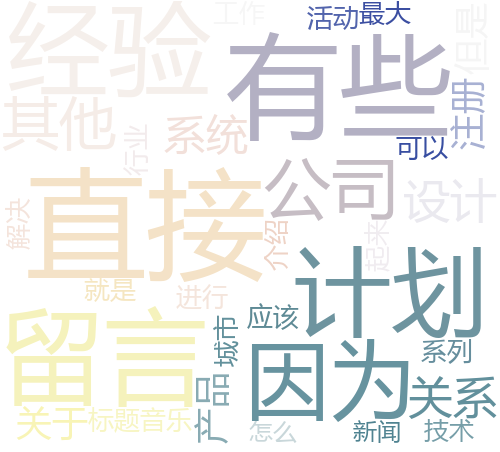 工作
活动
最大
经验
有些
但是
其他
系统
行业
注册
可以
直接
公司
设计
解决
介绍
起来
就是
进行
计划
留言
城市
应该
因为
系列
产品
关系
关于
标题
音乐
怎么
新闻
技术